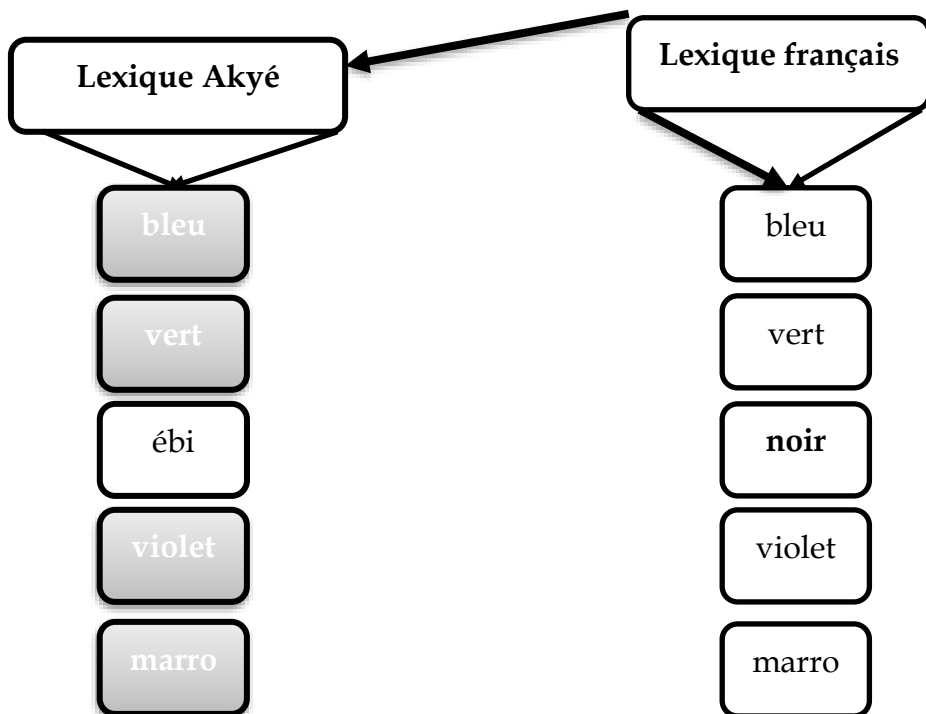 Lexique Akyé
bleu
vert
ébi
violet
marro
Lexique français
bleu
vert
noir
violet
marro